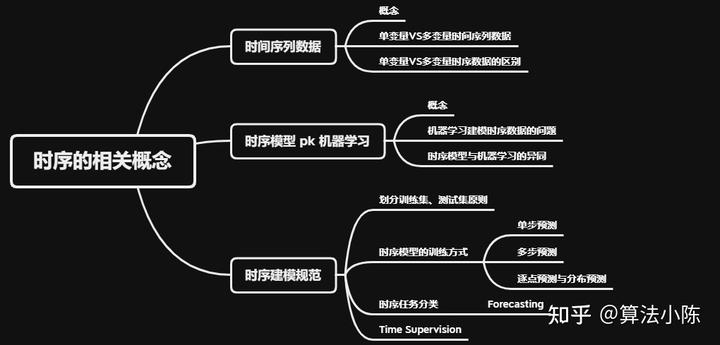 时序的相关概念
时间序列数据
概念
单变量VS多变量时间序列数据
单变量VS多变量时序数据的区别
时序模型 pk 机器学习
概念
机器学习建模时序数据的问题
时序模型与机器学习的异同
时序建模规范
划分训练集、测试集原则
时序模型的训练方式
单步预测
多步预测
逐点预测与分布预测
时序任务分类
Forecasting
Time Supervision
知乎 @算法小陈